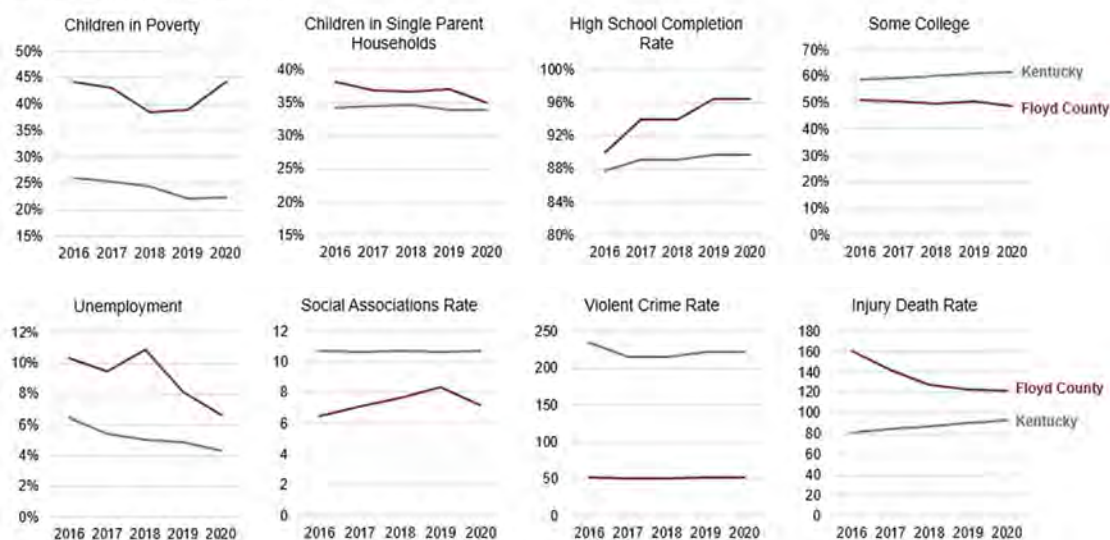 Children in Poverty
50%
45%
40%
35%
30%
25%
20%
15%
2016 2017 2018 2019 2020
Children in Single Parent
Households
40%
35%
30%
25%
20%
15%
2016 2017 2018 2019 2020
High School Completion
Rate
100%
96%
92%
88%
84%
80%
2016 2017 2018 2019 2020
Some College
70%
60%
50%
40%
30%
20%
10%
0%
2016 2017 2018 2019 2020
Kentucky
Floyd County
Unemployment
12%
10%
8%
6%
4%
2%
0%
2016 2017 2018 2019 2020
Social Associations Rate
12
10
8
6
4
2
0
2016 2017 2018 2019 2020
Violent Crime Rate
250
200
150
100
50
0
2016 2017 2018 2019 2020
Injury Death Rate
180
160
140
120
100
80
60
40
20
0
2016 2017 2018 2019 2020
Floyd County
Kentucky